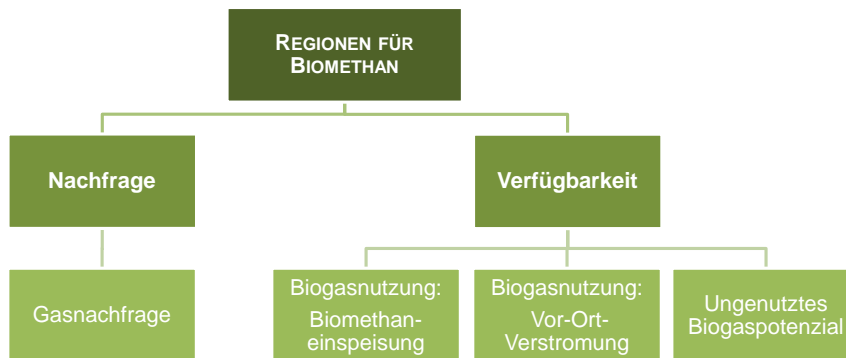 REGIONEN FÜR
BIOMETHAN
Nachfrage
Verfügbarkeit
Gasnachfrage
Biogasnutzung:
Biomethan-
einspeisung
Biogasnutzung:
Vor-Ort-
Verstromung
Ungenutztes
Biogaspotenzial